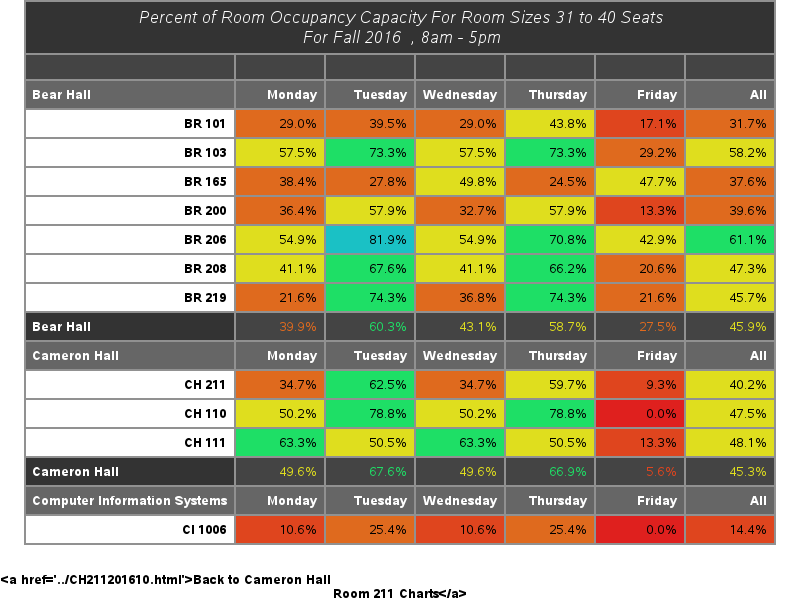 Percent of Room Occupancy Capacity For Room Sizes 31 to 40 Seats
For Fall 2016 , 8am - 5pm
Bear Hall Monday Tuesday Wednesday Thursday Friday All
BR 101 29.0% 39.5% 29.0% 43.8% 17.1% 31.7%
BR 103 57.5% 73.3% 57.5% 73.3% 29.2% 58.2%
BR 165 38.4% 27.8% 49.8% 24.5% 47.7% 37.6%
BR 200 36.4% 57.9% 32.7% 57.9% 13.3% 39.6%
BR 206 54.9% 81.9% 54.9% 70.8% 42.9% 61.1%
BR 208 41.1% 67.6% 41.1% 66.2% 20.6% 47.3%
BR 219 21.6% 74.3% 36.8% 74.3% 21.6% 45.7%
Bear Hall 39.9% 60.3% 43.1% 58.7% 27.5% 45.9%
Cameron Hall Monday Tuesday Wednesday Thursday Friday All
CH 211 34.7% 62.5% 34.7% 59.7% 9.3% 40.2%
CH 110 50.2% 78.8% 50.2% 78.8% 0.0% 47.5%
CH 111 63.3% 50.5% 63.3% 50.5% 13.3% 48.1%
Cameron Hall 49.6% 67.6% 49.6% 66.9% 5.6% 45.3%
Computer Information Systems Monday Tuesday Wednesday Thursday Friday All
CI 1006 10.6% 25.4% 10.6% 25.4% 0.0% 14.4%
<a href='../CH211201610.html'>Back to Cameron Hall
Room 211 Charts</a>